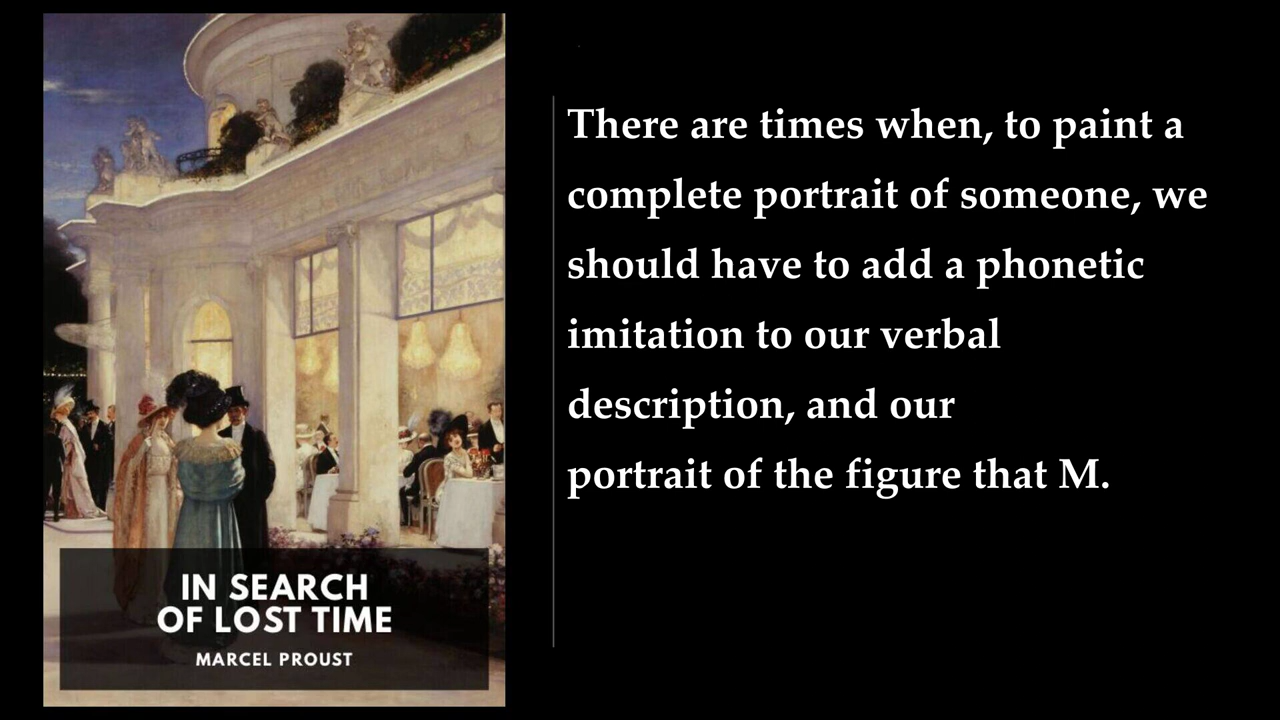 IN SEARCH
OF LOST TIME
MARCEL PROUST
There are times when, to paint a
complete portrait of someone, we
should have to add a phonetic
imitation to our verbal
description, and our
portrait of the figure that M.